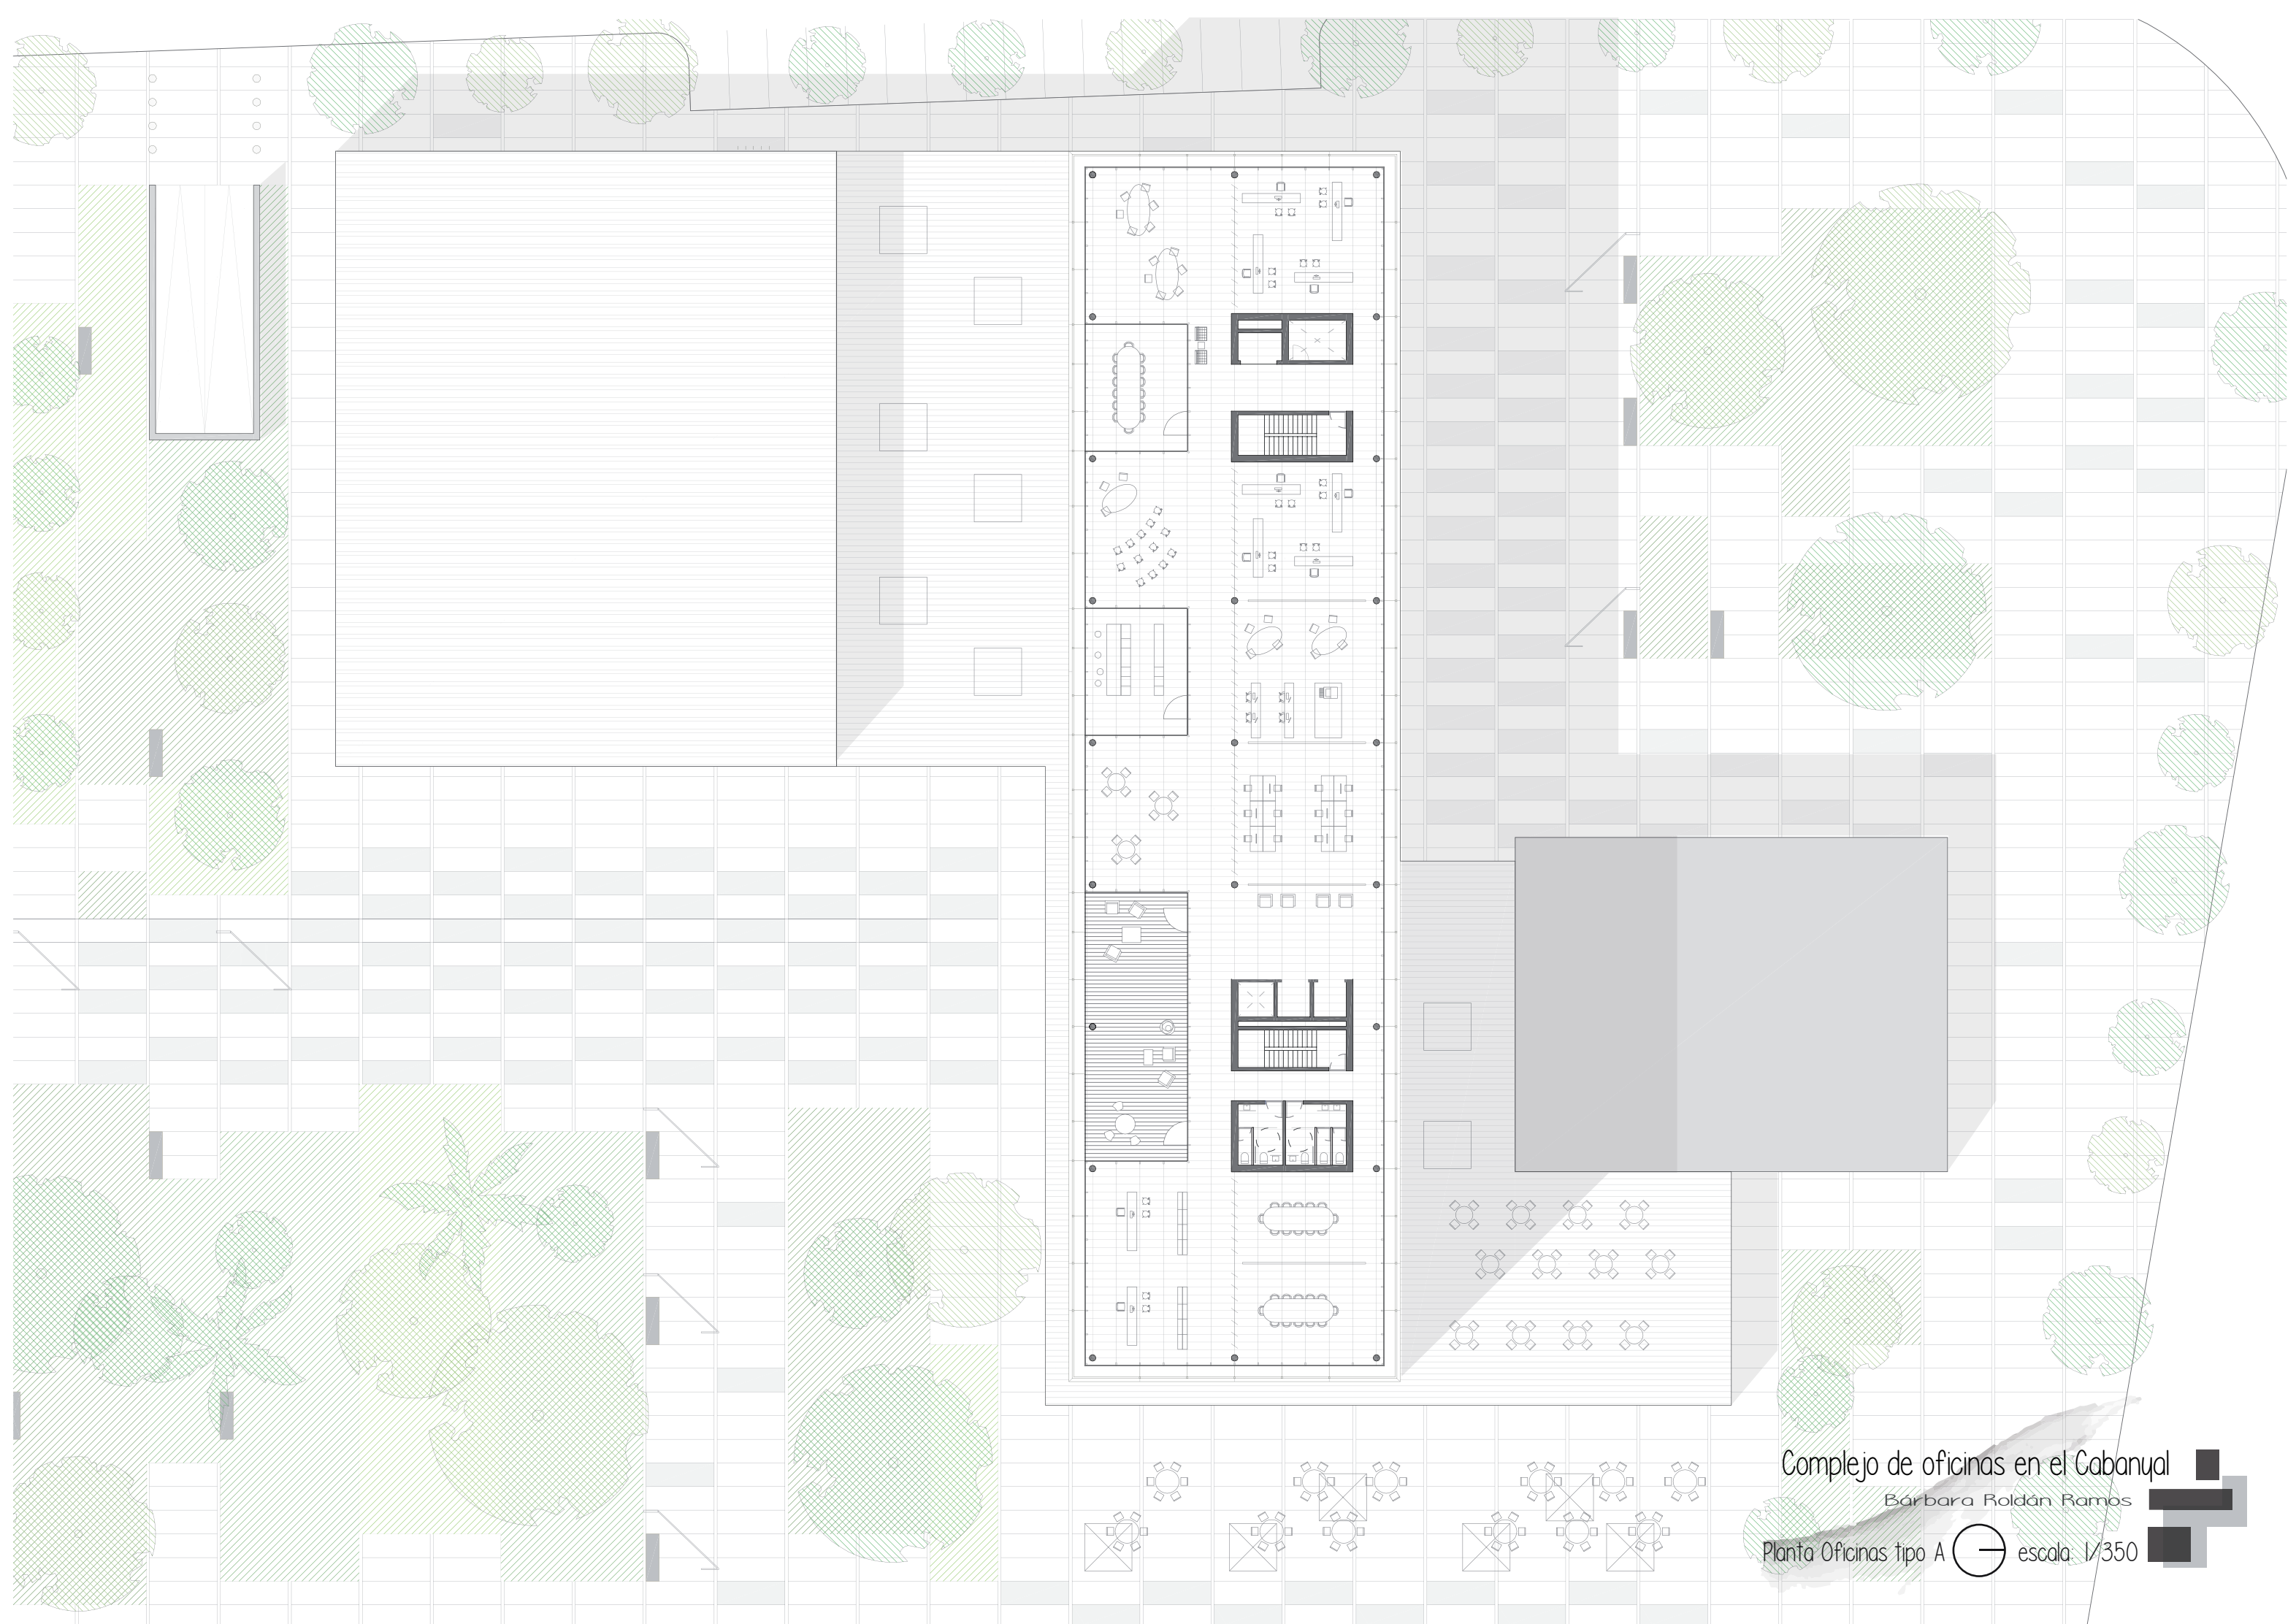 Complejo de oficinas en el Cabanyal
Bárbara Roldán Ramos
Planta Oficinas tipo A escala: 1/350